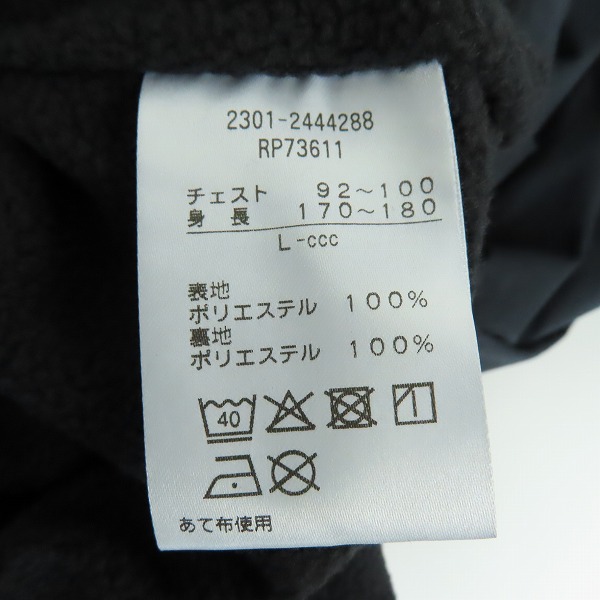 2301-2444288
RP73611
チェスト 92～100
身長 170～180
L-ccc
表地
ポリエステル 100%
裏地
ポリエステル 100%
40
あて布使用